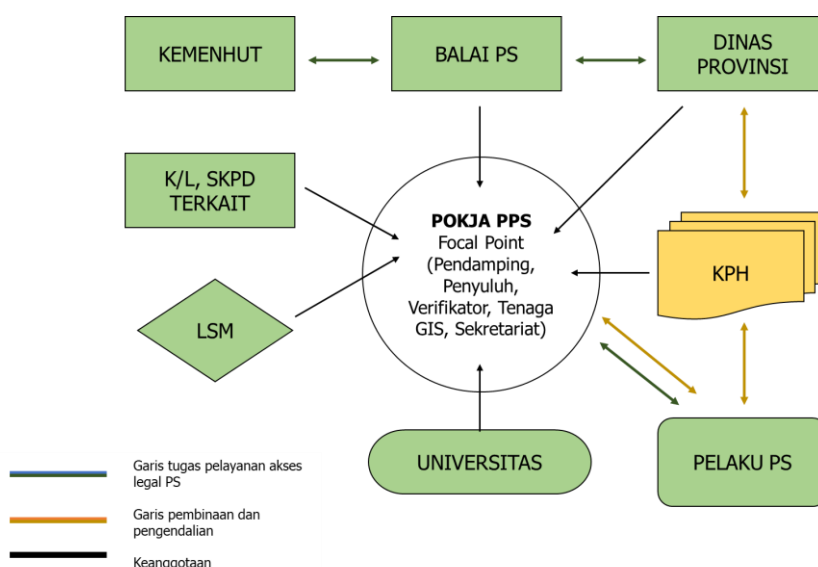 KEMENHUT
BALAI PS
DINAS
PROVINSI
K/L, SKPD
TERKAIT
POKJA PPS
Focal Point
(Pendamping,
Penyuluh,
Verifikator, Tenaga
GIS, Sekretariat)
KPH
LSM
UNIVERSITAS
PELAKU PS
Garis tugas pelayanan akses
legal PS
Garis pembinaan dan
pengendalian
Keanggotaan